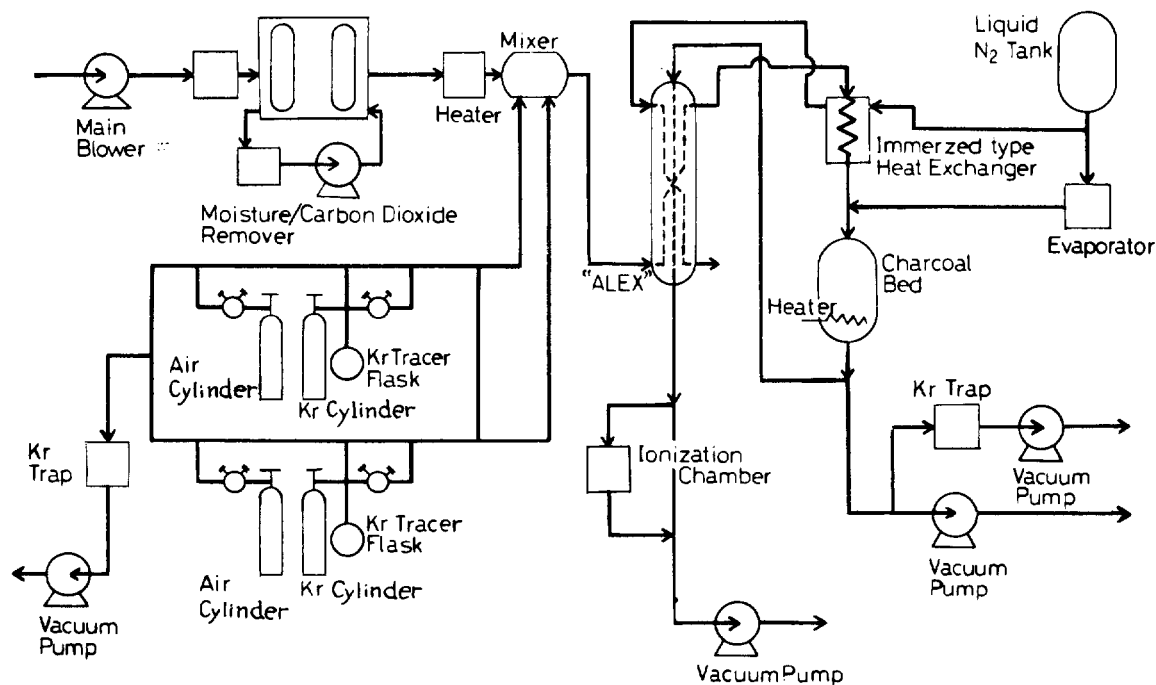 Main
Blower
Moisture/Carbon Dioxide
Remover
Heater
Mixer
"ALEX"
Liquid
N2 Tank
Immerzed type
Heat Exchanger
Evaporator
Charcoal
Bed
Heater
Air
Cylinder
Kr Cylinder
Kr Tracer
Flask
Kr
Trap
Vacuum
Pump
Air
Cylinder
Kr Cylinder
Kr Tracer
Flask
Ionization
Chamber
Vacuum Pump
Kr Trap
Vacuum
Pump
Vacuum
Pump